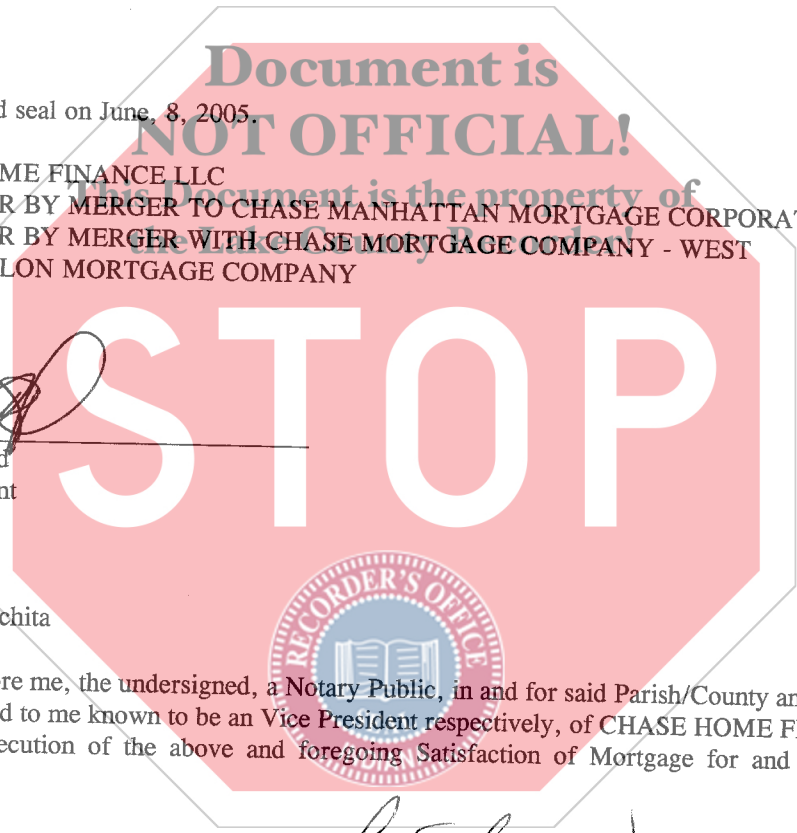 Document is
d seal on June, 8, 2005.
NOT OFFICIAL!
ME FINANCE LLC
This Document is the property of
R BY MERGER TO CHASE MANHATTAN MORTGAGE CORPORAT
the Lake County Recorder!
R BY MERGER WITH CHASE MORTGAGE COMPANY - WEST
LON MORTGAGE COMPANY
STOP
d
nt
chita
RECORDER'S OFFICE
re me, the undersigned, a Notary Public, in and for said Parish/County an
d to me known to be an Vice President respectively, of CHASE HOME F
ecution of the above and foregoing Satisfaction of Mortgage for and
INDIANA